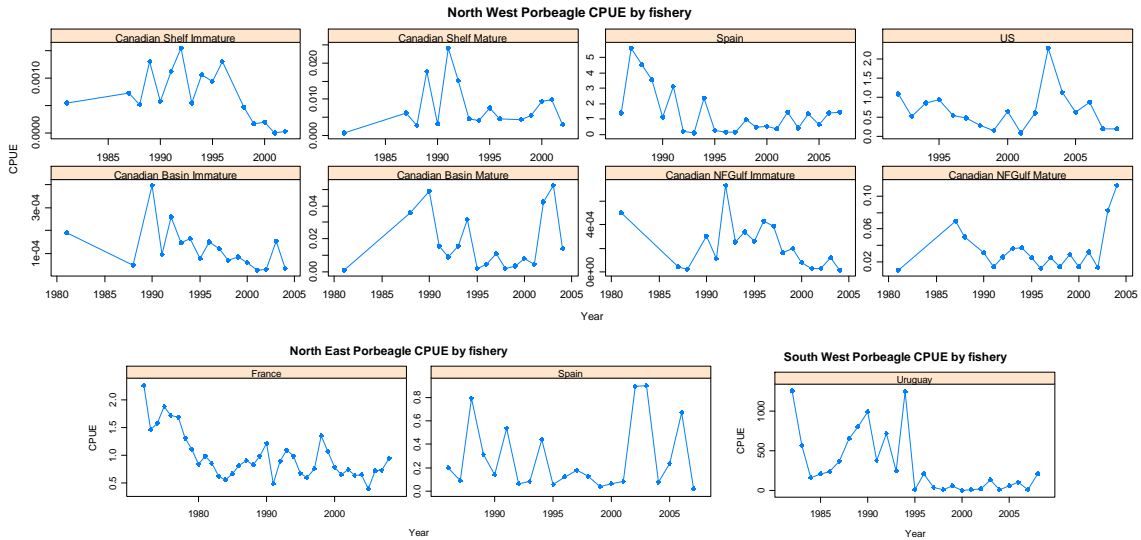 North West Porbeagle CPUE by fishery
Canadian Shelf Immature
Canadian Shelf Mature
Spain
US
0.0000 0.0010
0.000 0.010 0.020
0 1 2 3 4 5
0.0 0.5 1.0 1.5 2.0
1985 1990 1995 2000
1985 1990 1995 2000
1990 1995 2000 2005
1995 2000 2005
CPUE
Canadian Basin Immature
Canadian Basin Mature
Canadian NFGulf Immature
Canadian NFGulf Mature
1e-04 3e-04
0.00 0.02 0.04
0e+00 4e-04
0.02 0.06 0.10
1980 1985 1990 1995 2000 2005
1980 1985 1990 1995 2000 2005
1980 1985 1990 1995 2000 2005
1980 1985 1990 1995 2000 2005
Year
North East Porbeagle CPUE by fishery
France
Spain
CPUE
0.5 1.0 1.5 2.0
0.0 0.2 0.4 0.6 0.8
1980 1990 2000
1990 1995 2000 2005
Year
South West Porbeagle CPUE by fishery
Uruguay
CPUE
0 500 1000
1985 1990 1995 2000 2005
Year